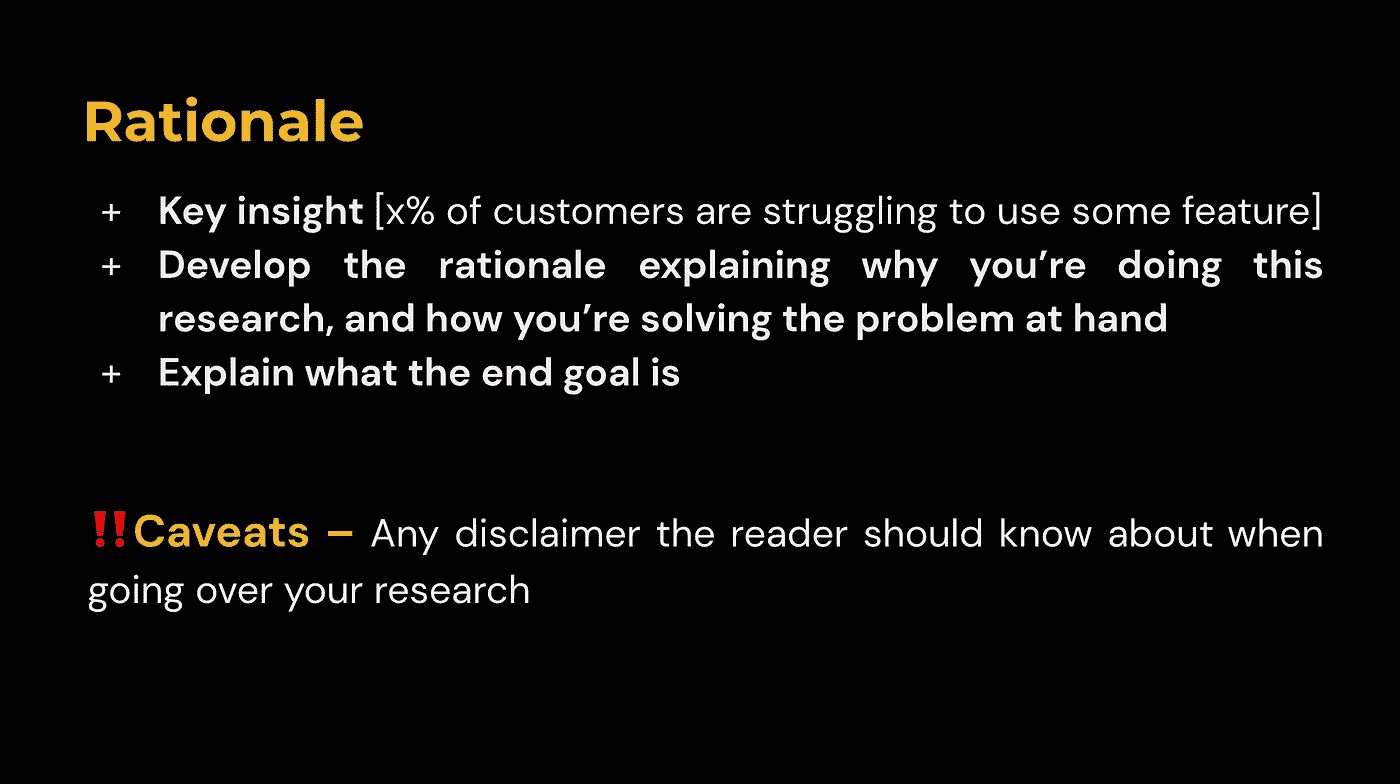 Rationale
+ Key insight [x% of customers are struggling to use some feature]
+ Develop the rationale explaining why you’re doing this
research, and how you’re solving the problem at hand
+ Explain what the end goal is
‼️Caveats – Any disclaimer the reader should know about when
going over your research